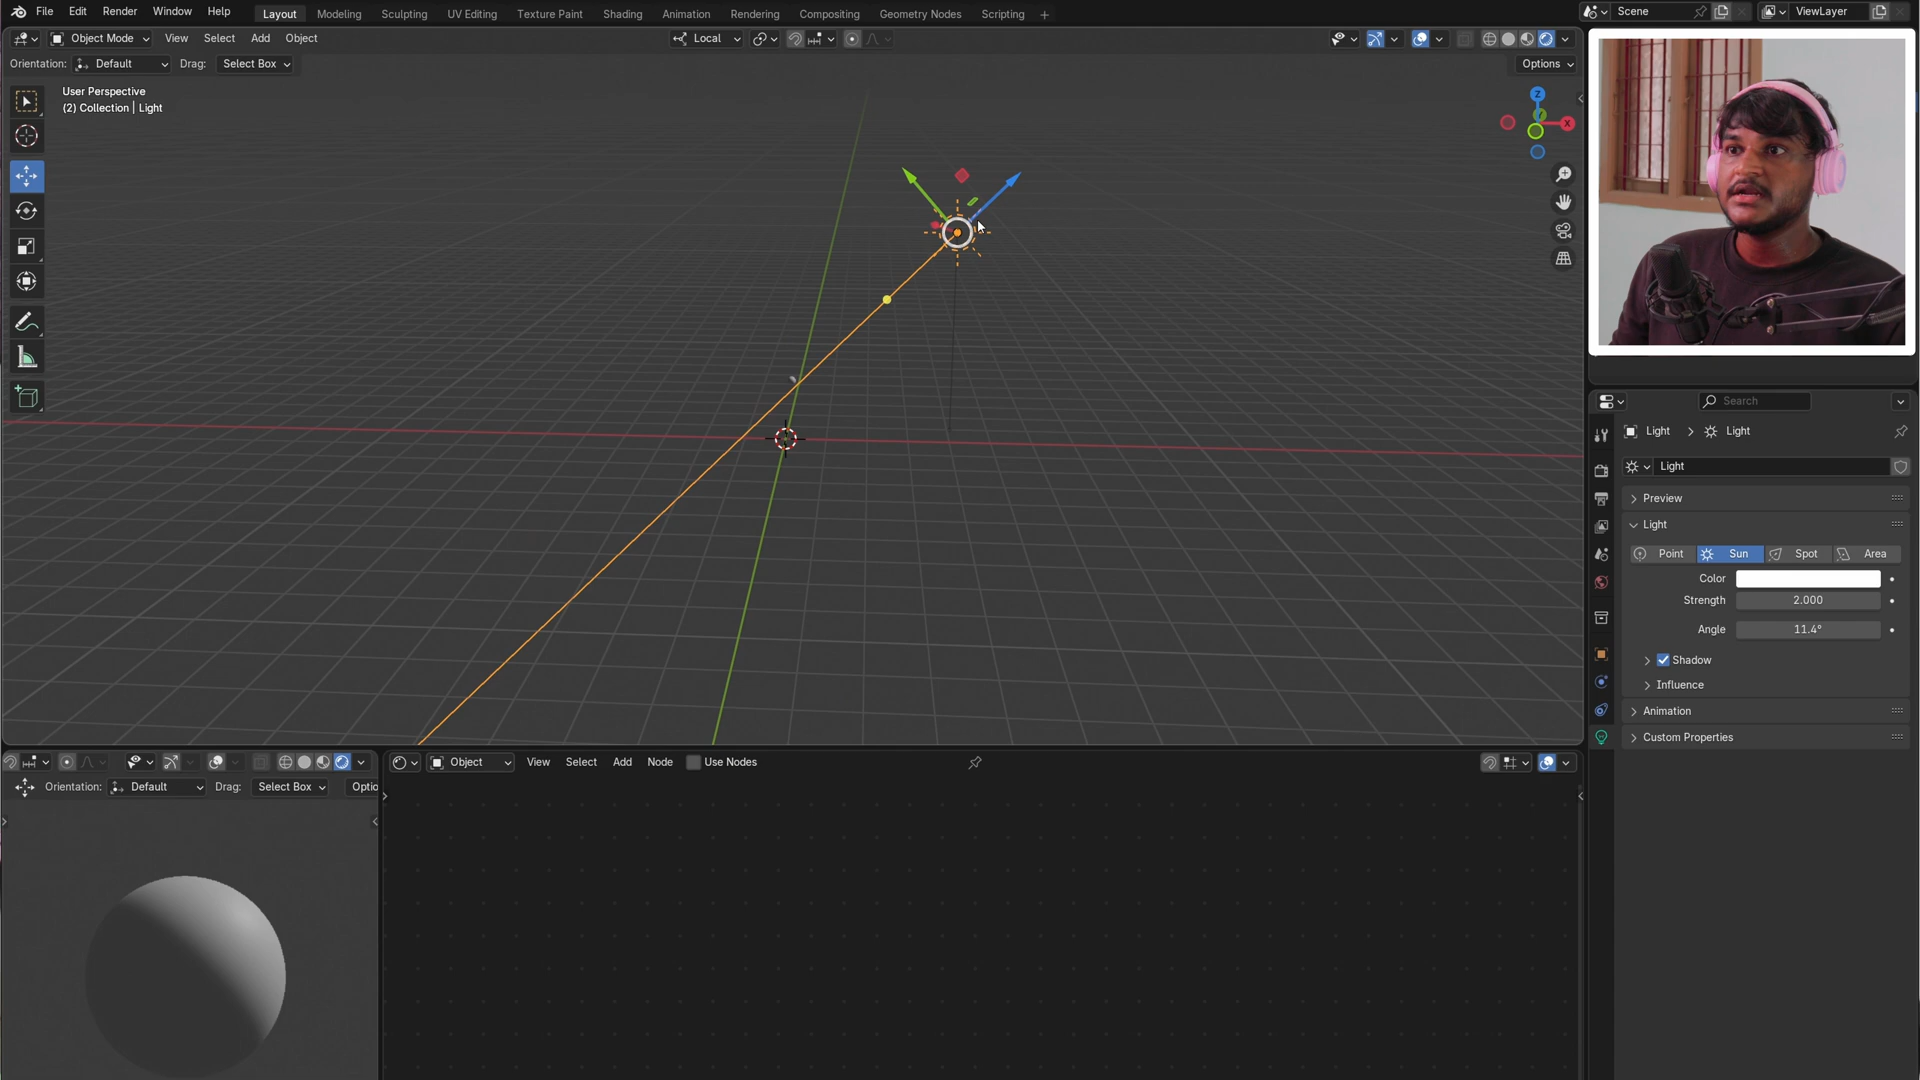 File Edit Render Window Help Layout Modeling Sculpting UV Editing Texture Paint Shading Animation Rendering Compositing Geometry Nodes Scripting + Scene ViewLayer
Object Mode View Select Add Object Local
Orientation: Default Drag: Select Box Options
User Perspective
(2) Collection | Light
Z
X
Search
Light > Light
Light
Preview
Light
Point Sun Spot Area
Color
Strength 2.000
Angle 11.4°
Shadow
Influence
Animation
Custom Properties
Object View Select Add Node Use Nodes
Orientation: Default Drag: Select Box Optio